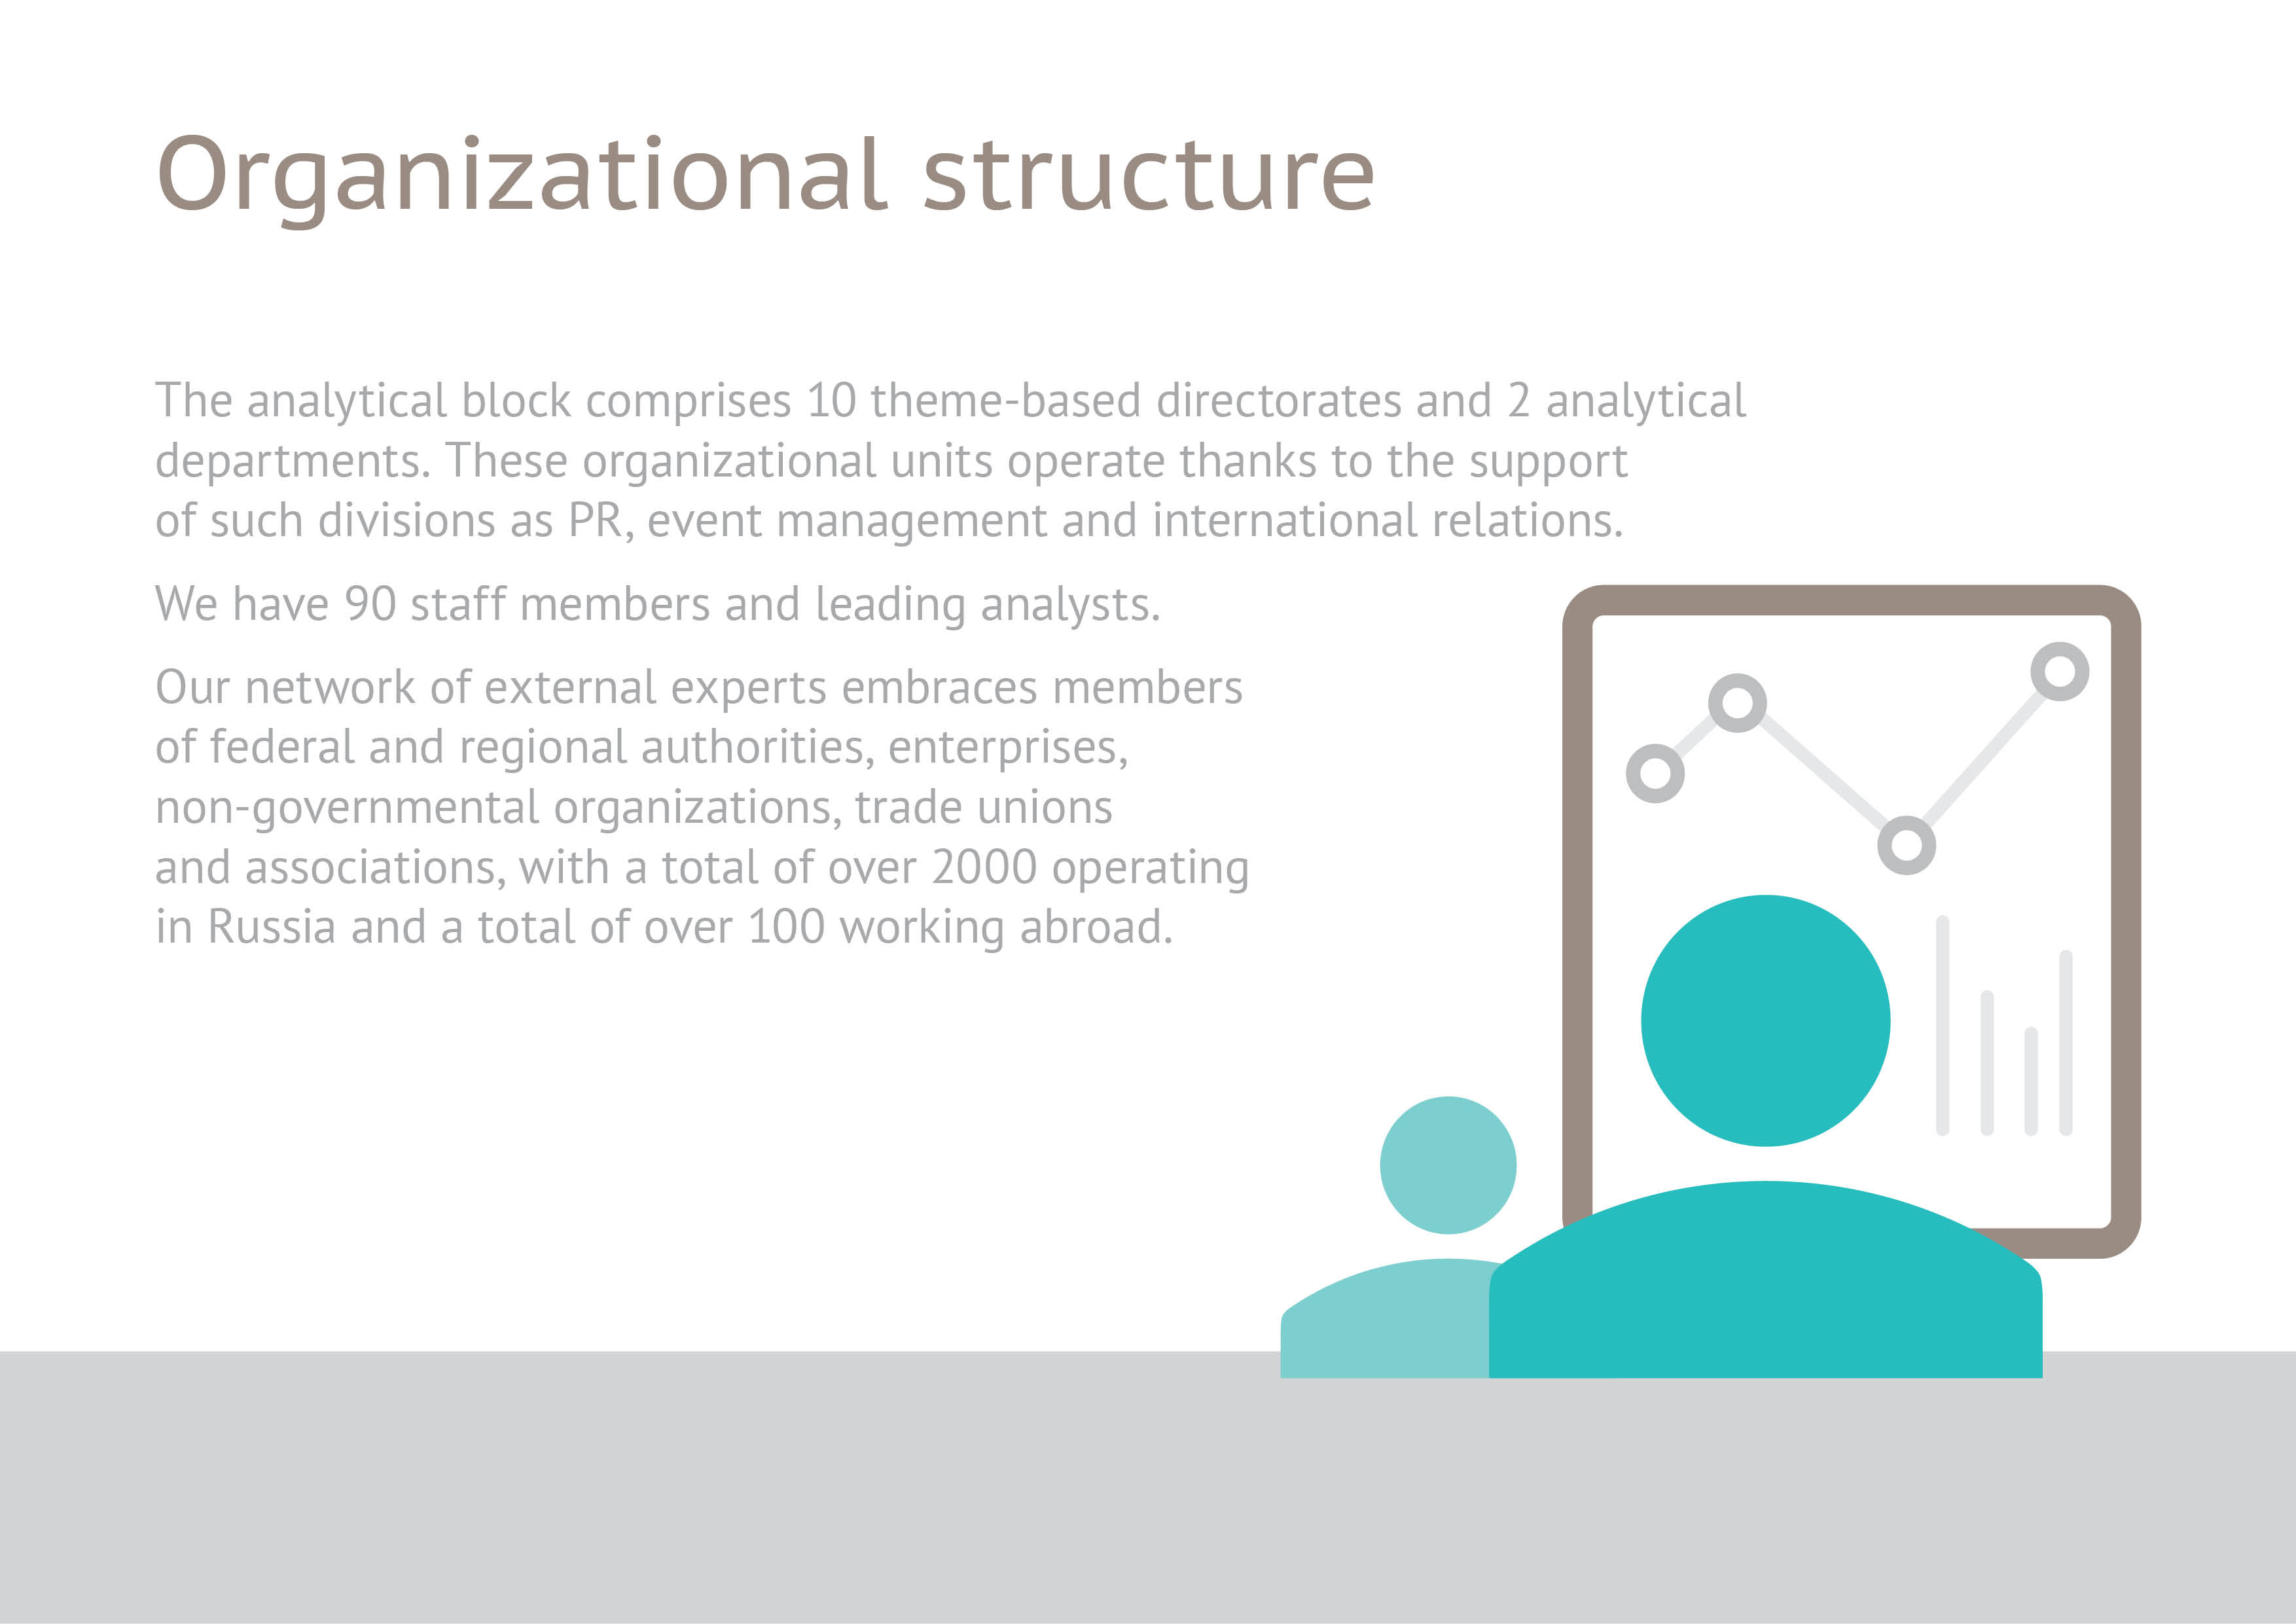 Organizational structure
The analytical block comprises 10 theme-based directorates and 2 analytical
departments. These organizational units operate thanks to the support
of such divisions as PR, event management and international relations.
We have 90 staff members and leading analysts.
Our network of external experts embraces members
of federal and regional authorities, enterprises,
non-governmental organizations, trade unions
and associations, with a total of over 2000 operating
in Russia and a total of over 100 working abroad.